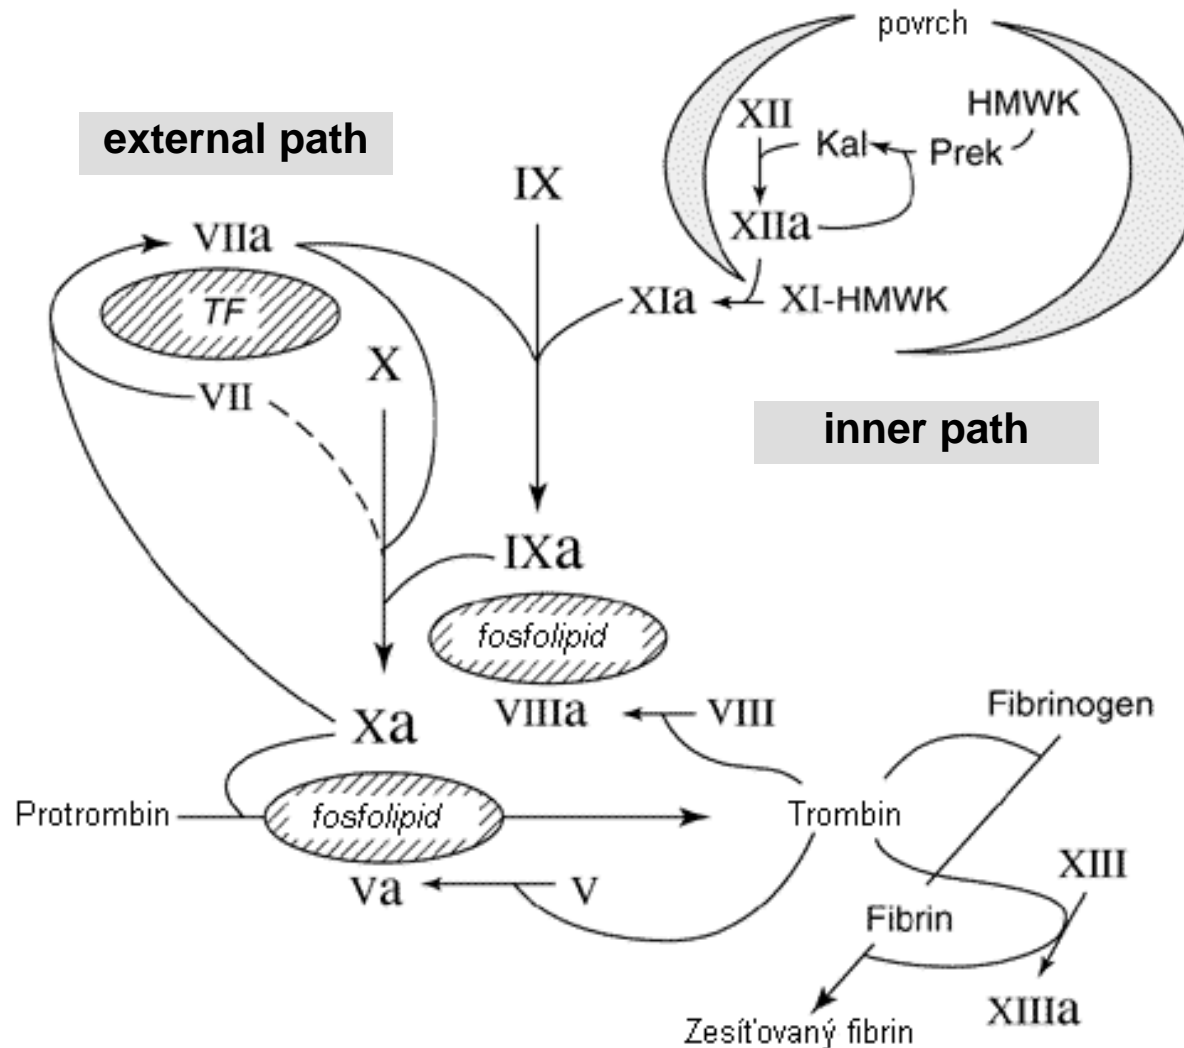 povrch
HMWK
XII
Kal
Prek
external path
IX
XIIa
VIIa
XIa
XI-HMWK
TF
X
VII
inner path
IXa
fosfolipid
Xa
VIIIa
VIII
Fibrinogen
Protrombin
fosfolipid
Trombin
Va
V
XIII
Fibrin
XIIIa
Zesíťovaný fibrin